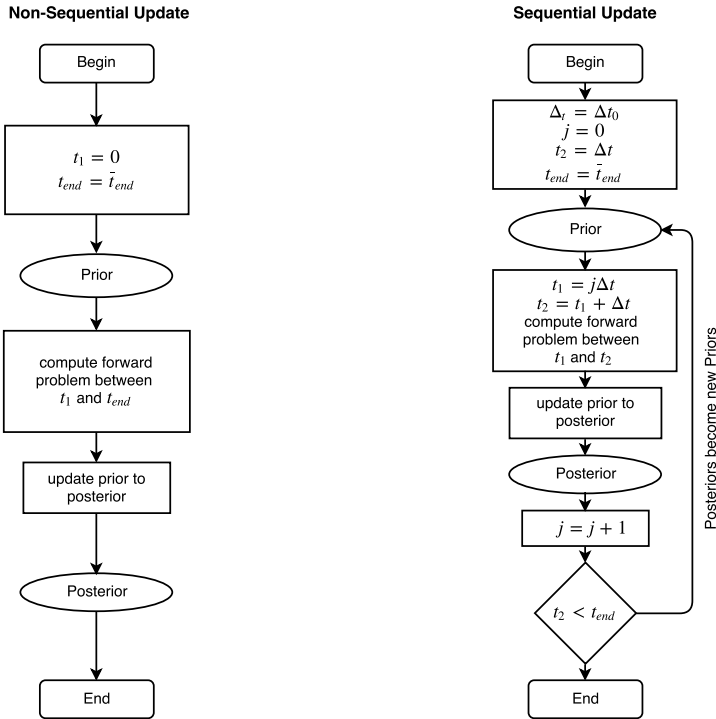 Non-Sequential Update
Begin
t₁ = 0
t_end = t̄_end
Prior
compute forward
problem between
t₁ and t_end
update prior to
posterior
Posterior
End
Sequential Update
Begin
Δ_t = Δt₀
j = 0
t₂ = Δt
t_end = t̄_end
Prior
t₁ = jΔt
t₂ = t₁ + Δt
compute forward
problem between
t₁ and t₂
update prior to
posterior
Posterior
j = j + 1
t₂ < t_end
End
Posteriors become new Priors